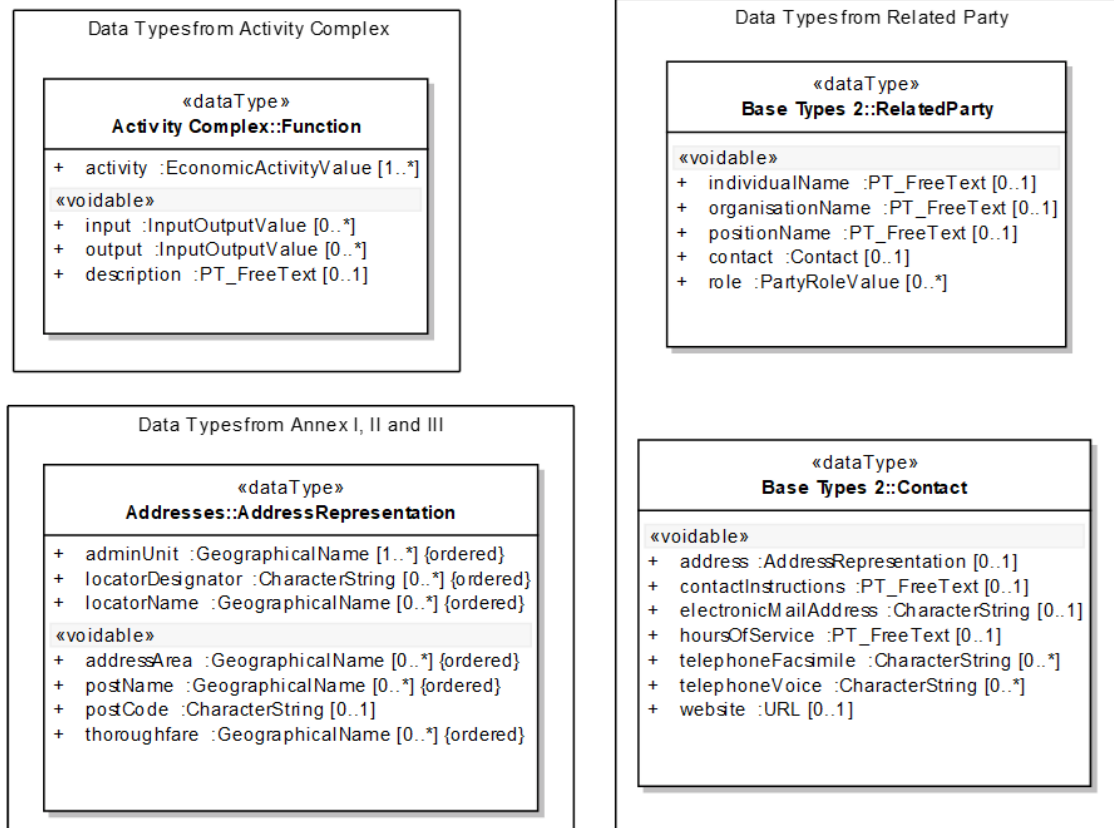 Data Typesfrom Activity Complex
«dataType»
Activity Complex::Function
+ activity :EconomicActivityValue [1..*]
«voidable»
+ input :InputOutputValue [0..*]
+ output :InputOutputValue [0..*]
+ description :PT_FreeText [0..1]
Data Typesfrom Annex I, II and III
«dataType»
Addresses::AddressRepresentation
+ adminUnit :GeographicalName [1..*] {ordered}
+ locatorDesignator :CharacterString [0..*] {ordered}
+ locatorName :GeographicalName [0..*] {ordered}
«voidable»
+ addressArea :GeographicalName [0..*] {ordered}
+ postName :GeographicalName [0..*] {ordered}
+ postCode :CharacterString [0..1]
+ thoroughfare :GeographicalName [0..*] {ordered}
Data Typesfrom Related Party
«dataType»
Base Types 2::RelatedParty
«voidable»
+ individualName :PT_FreeText [0..1]
+ organisationName :PT_FreeText [0..1]
+ positionName :PT_FreeText [0..1]
+ contact :Contact [0..1]
+ role :PartyRoleValue [0..*]
«dataType»
Base Types 2::Contact
«voidable»
+ address :AddressRepresentation [0..1]
+ contactInstructions :PT_FreeText [0..1]
+ electronicMailAddress :CharacterString [0..1]
+ hoursOfService :PT_FreeText [0..1]
+ telephoneFacsimile :CharacterString [0..*]
+ telephoneVoice :CharacterString [0..*]
+ website :URL [0..1]